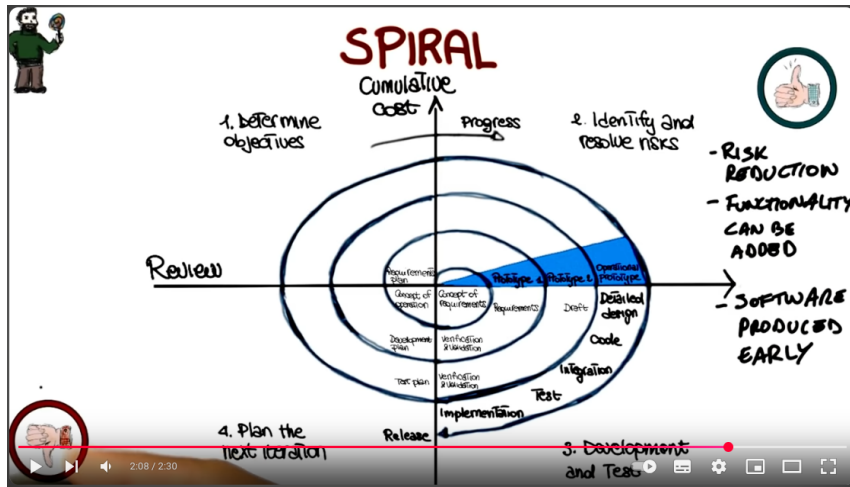 SPIRAL
Cumulative
cost
Progress
1. Determine
objectives
2. Identify and
resolve risks
- RISK
REDUCTION
- FUNCTIONALITY
CAN BE
ADDED
- SOFTWARE
PRODUCED
EARLY
Review
Requirements
plan
Prototype 1
Prototype 2
Operational
prototype
Concept of
operation
Concept of
requirements
Requirements
Draft
Detailed
design
Code
Integration
Test
Implementation
Release
Development
plan
Verification
& Validation
Test plan
Verification
& Validation
4. Plan the
next iteration
3. Development
and Test
2:08 / 2:30